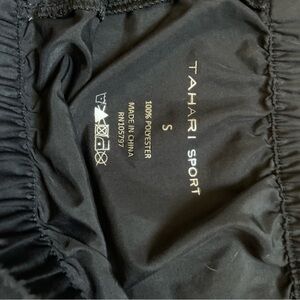 TAHARI SPORT
S
100% POLYESTER
MADE IN CHINA
RN105797